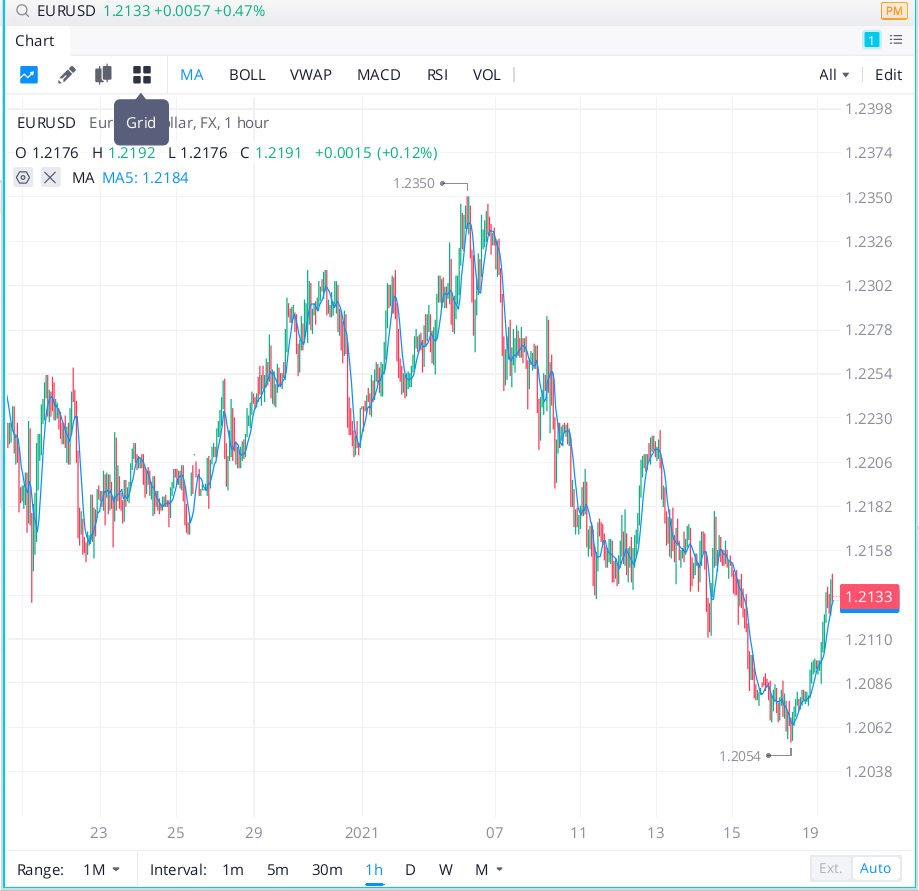 EURUSD 1.2133 +0.0057 +0.47% PM
Chart 1
MA BOLL VWAP MACD RSI VOL All Edit
Grid
EURUSD Eur llar, FX, 1 hour
O 1.2176 H 1.2192 L 1.2176 C 1.2191 +0.0015 (+0.12%)
MA MA5: 1.2184
1.2398
1.2374
1.2350
1.2350
1.2326
1.2302
1.2278
1.2254
1.2230
1.2206
1.2182
1.2158
1.2133
1.2110
1.2086
1.2062
1.2054
1.2038
23 25 29 2021 07 11 13 15 19
Range: 1M Interval: 1m 5m 30m 1h D W M Ext. Auto